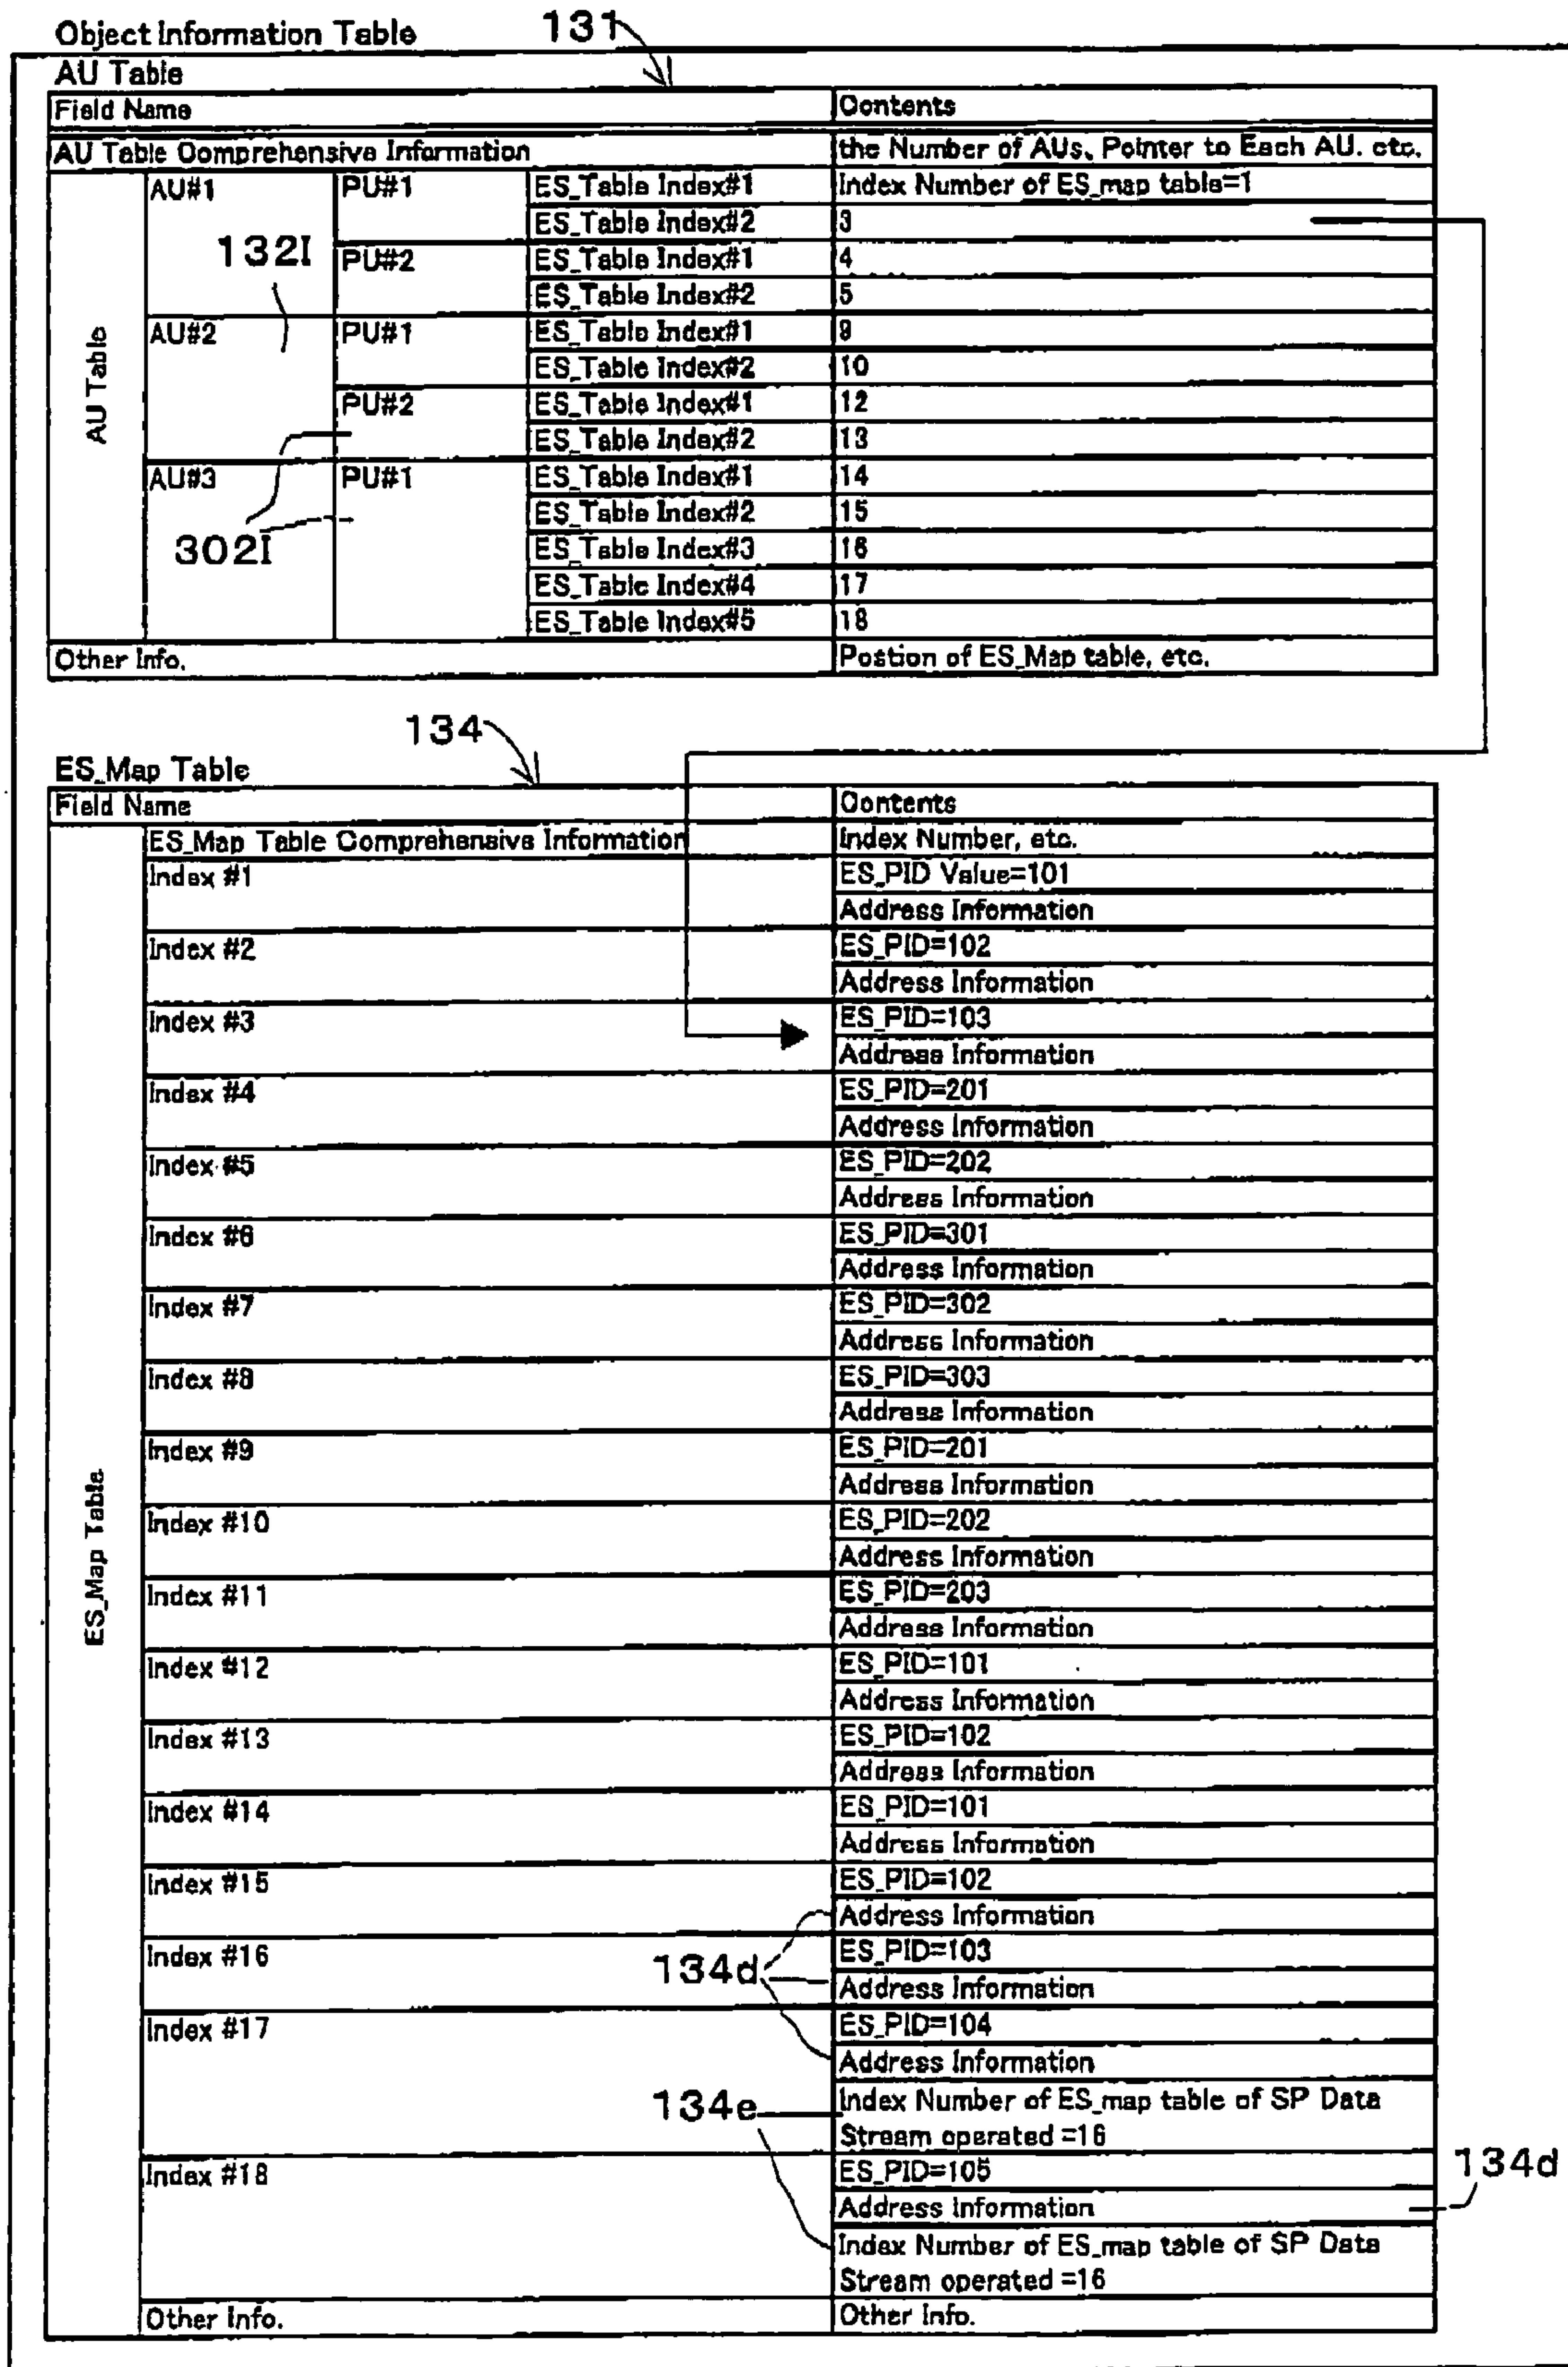 Object Information Table
131
AU Table
Field Name Contents
AU Table Comprehensive Information the Number of AUs, Pointer to Each AU. etc.
AU Table
AU#1 PU#1 ES_Table Index#1 Index Number of ES_map table=1
ES_Table Index#2 3
132I
PU#2 ES_Table Index#1 4
ES_Table Index#2 5
AU#2 PU#1 ES_Table Index#1 9
ES_Table Index#2 10
PU#2 ES_Table Index#1 12
ES_Table Index#2 13
AU#3 PU#1 ES_Table Index#1 14
ES_Table Index#2 15
302I
ES_Table Index#3 16
ES_Table Index#4 17
ES_Table Index#5 18
Other Info. Postion of ES_Map table, etc.
134
ES_Map Table
Field Name Contents
ES_Map Table
ES_Map Table Comprehensive Information Index Number, etc.
Index #1 ES_PID Value=101
Address Information
Index #2 ES_PID=102
Address Information
Index #3 ES_PID=103
Address Information
Index #4 ES_PID=201
Address Information
Index #5 ES_PID=202
Address Information
Index #6 ES_PID=301
Address Information
Index #7 ES_PID=302
Address Information
Index #8 ES_PID=303
Address Information
Index #9 ES_PID=201
Address Information
Index #10 ES_PID=202
Address Information
Index #11 ES_PID=203
Address Information
Index #12 ES_PID=101
Address Information
Index #13 ES_PID=102
Address Information
Index #14 ES_PID=101
Address Information
Index #15 ES_PID=102
Address Information
Index #16 ES_PID=103
134d
Address Information
Index #17 ES_PID=104
Address Information
134e
Index Number of ES_map table of SP Data
Stream operated =16
Index #18 ES_PID=105
134d
Address Information
Index Number of ES_map table of SP Data
Stream operated =16
Other Info. Other Info.